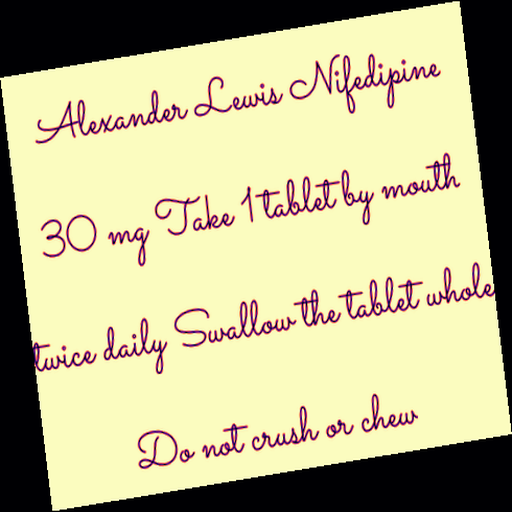 Alexander Lewis Nifedipine
30 mg Take 1 tablet by mouth
twice daily Swallow the tablet whole
Do not crush or chew